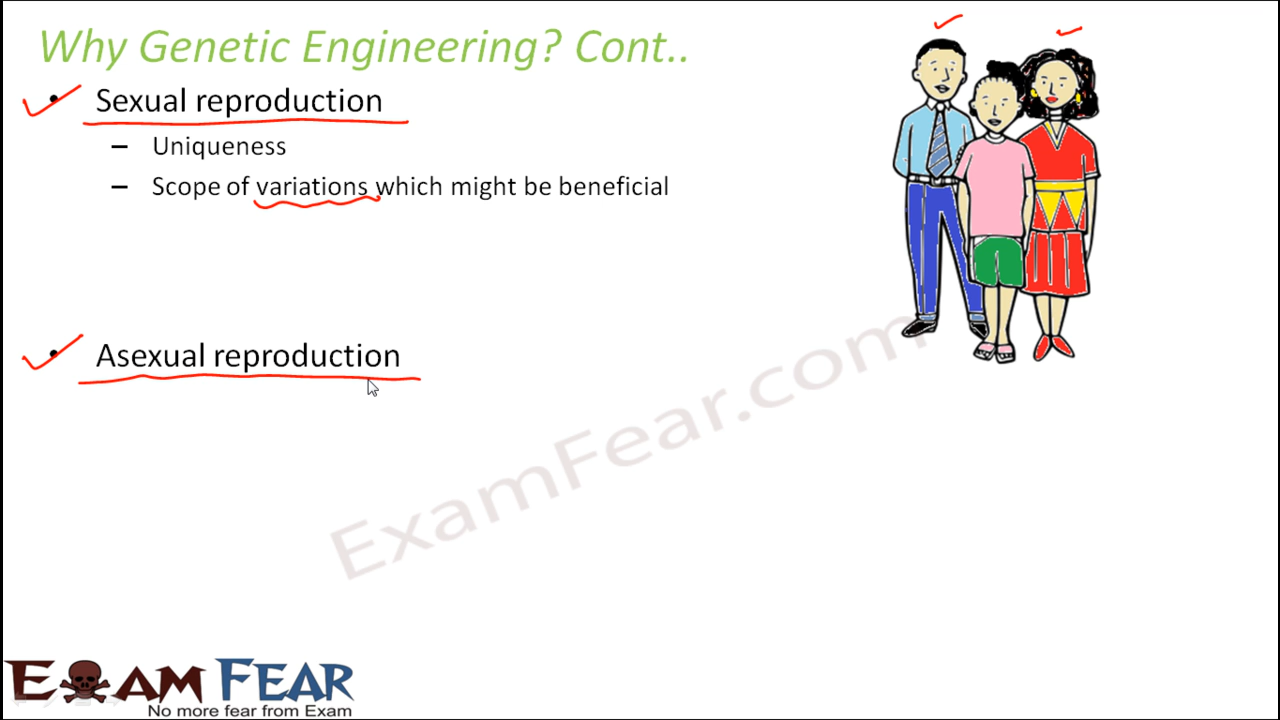 Why Genetic Engineering? Cont..
• Sexual reproduction
– Uniqueness
– Scope of variations which might be beneficial
• Asexual reproduction
ExamFear.com
EXAM FEAR
No more fear from Exam